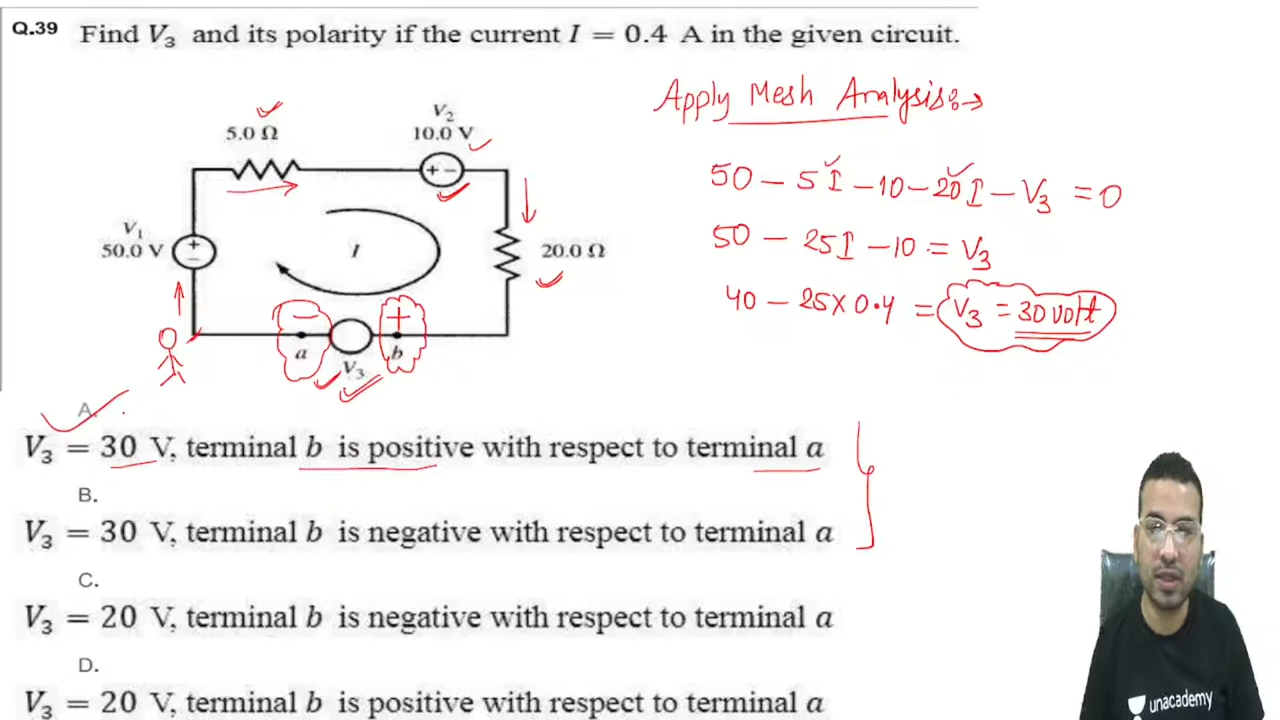 Q.39 Find V₃ and its polarity if the current I = 0.4 A in the given circuit.
Apply Mesh Analysis:→
V₂
5.0 Ω 10.0 V
50 - 5I - 10 - 20I - V₃ = 0
V₁
50.0 V
I
20.0 Ω
50 - 25I - 10 = V₃
40 - 25×0.4 = V₃ = 30 volt
a
b
V₃
A.
V₃ = 30 V, terminal b is positive with respect to terminal a
B.
V₃ = 30 V, terminal b is negative with respect to terminal a
C.
V₃ = 20 V, terminal b is negative with respect to terminal a
D.
V₃ = 20 V, terminal b is positive with respect to terminal a
unacademy